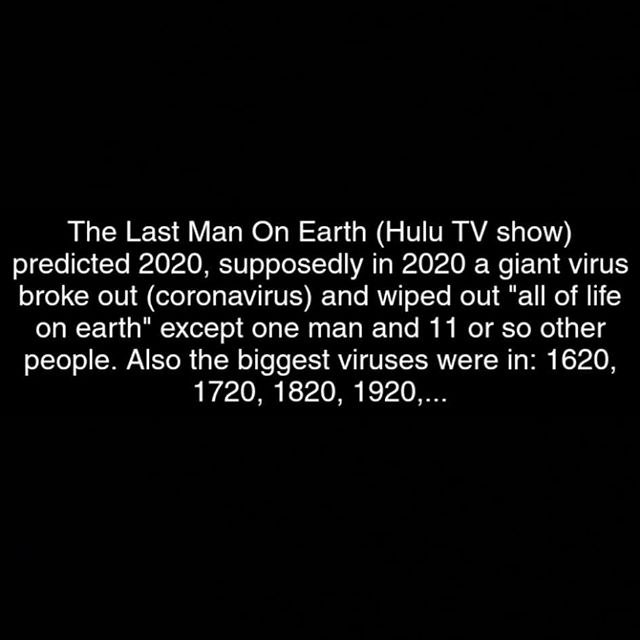 The Last Man On Earth (Hulu TV show)
predicted 2020, supposedly in 2020 a giant virus
broke out (coronavirus) and wiped out "all of life
on earth" except one man and 11 or so other
people. Also the biggest viruses were in: 1620,
1720, 1820, 1920,...